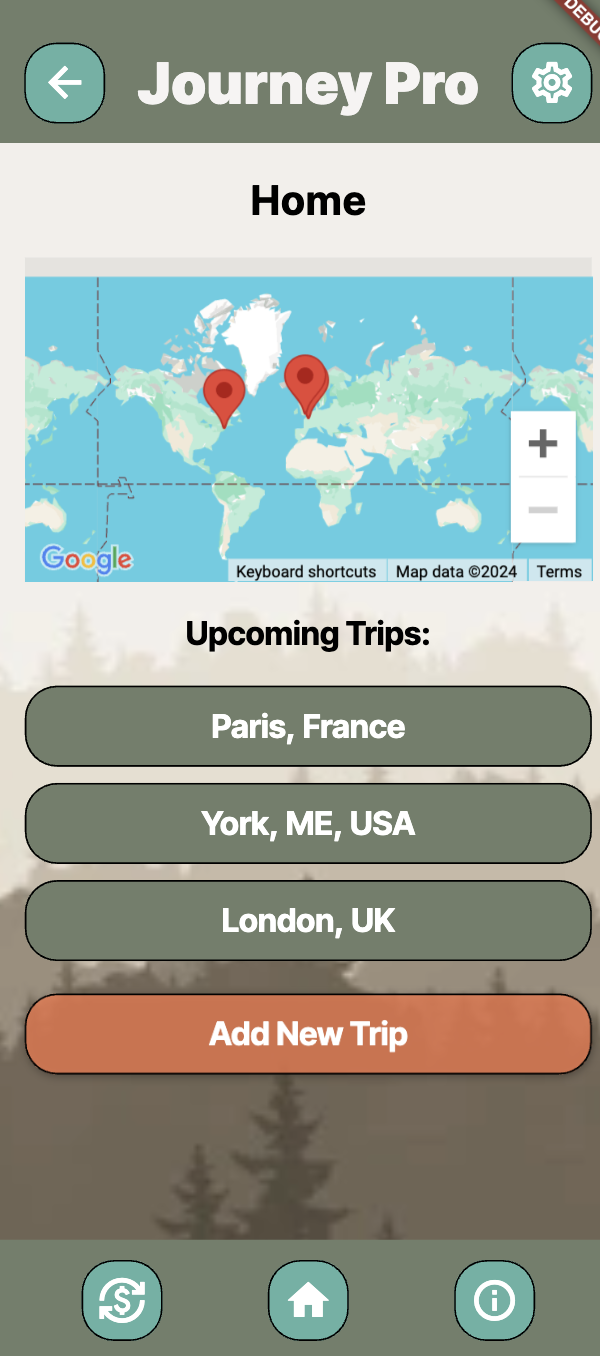 DEBU
Journey Pro
Home
Google
Keyboard shortcuts
Map data ©2024
Terms
Upcoming Trips:
Paris, France
York, ME, USA
London, UK
Add New Trip